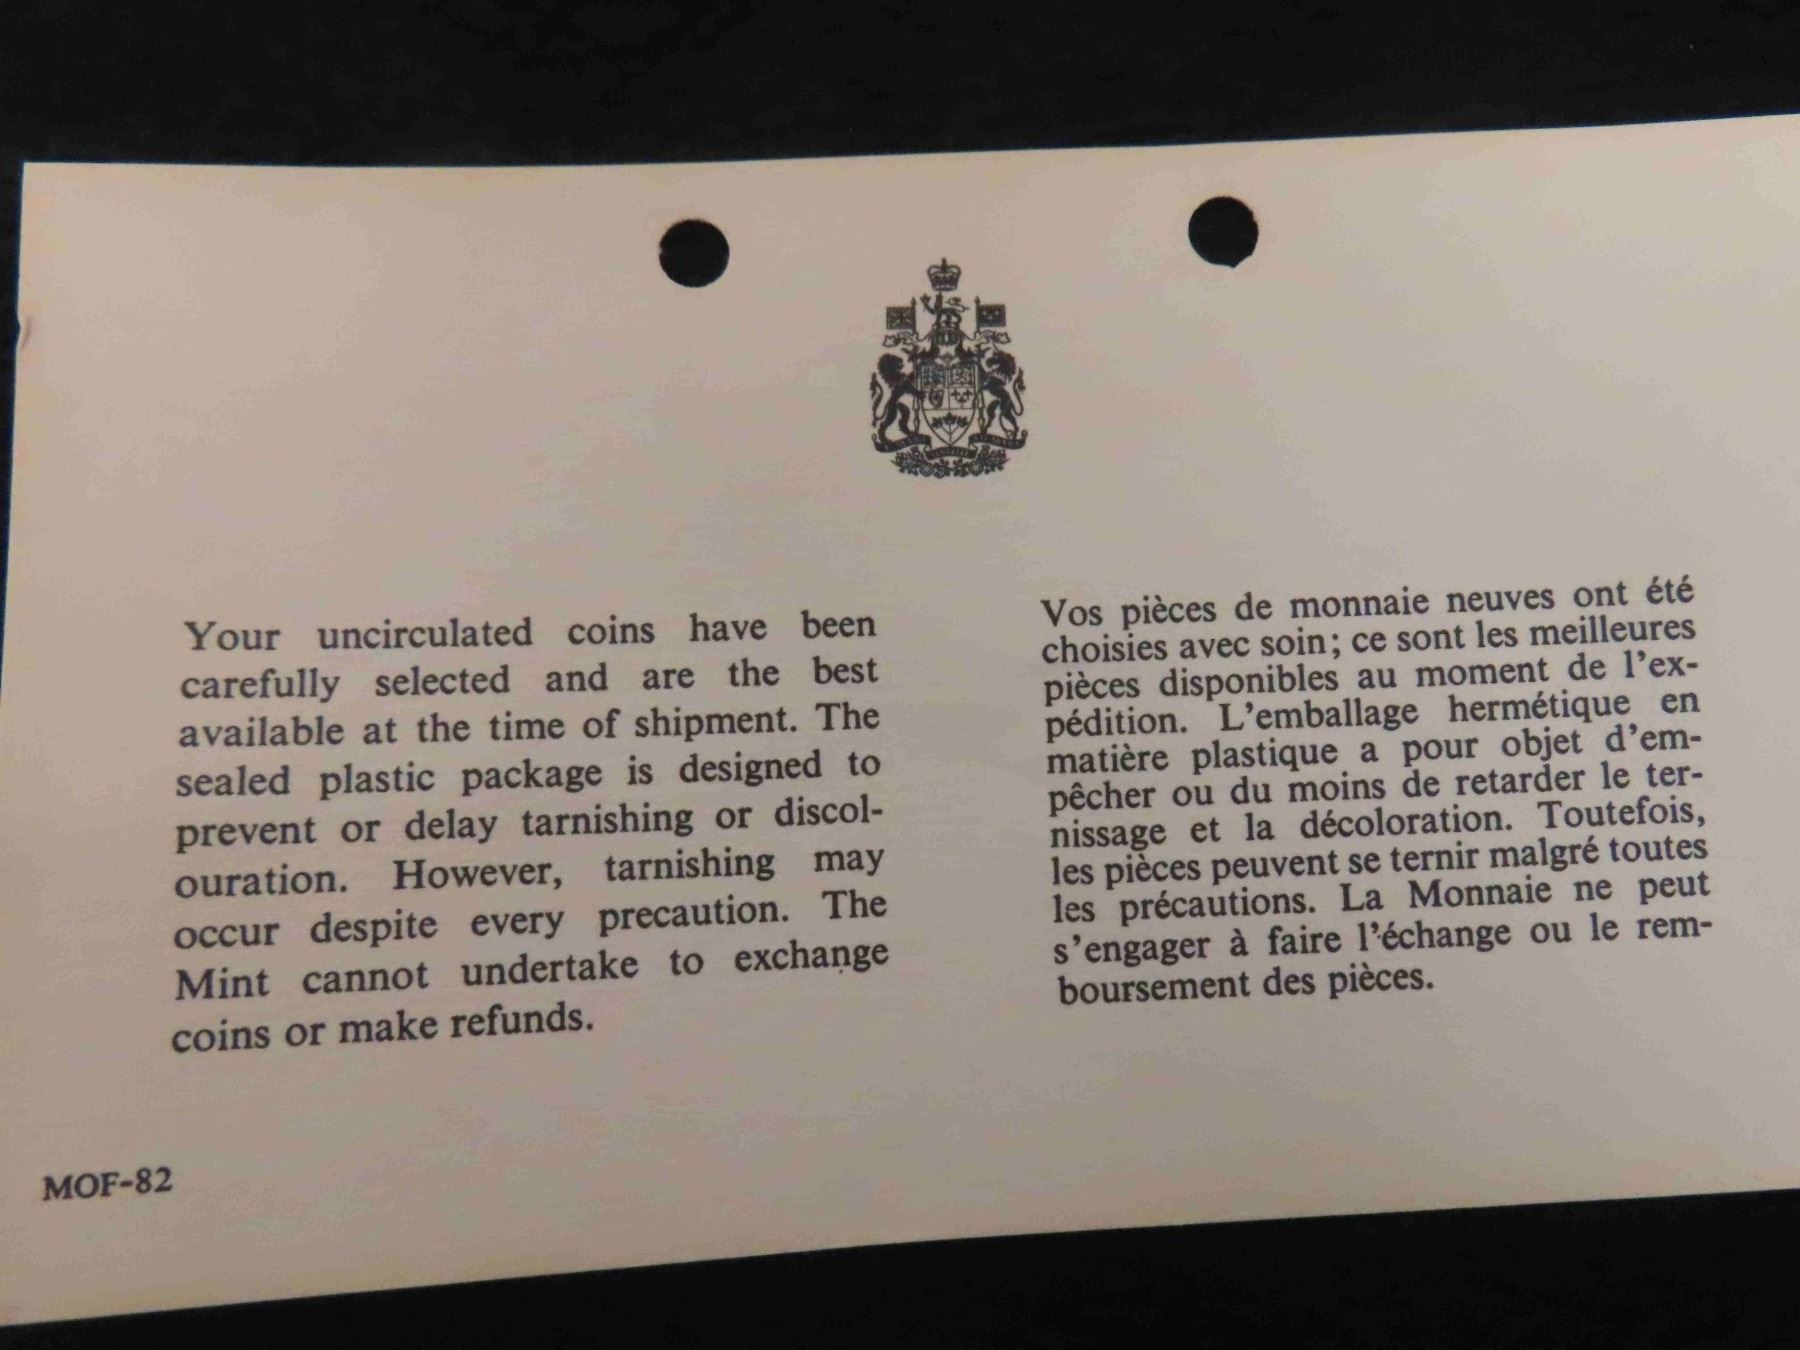 Your uncirculated coins have been
carefully selected and are the best
available at the time of shipment. The
sealed plastic package is designed to
prevent or delay tarnishing or discol-
ouration. However, tarnishing may
occur despite every precaution. The
Mint cannot undertake to exchange
coins or make refunds.
Vos pièces de monnaie neuves ont été
choisies avec soin; ce sont les meilleures
pièces disponibles au moment de l'ex-
pédition. L'emballage hermétique en
matière plastique a pour objet d'em-
pêcher ou du moins de retarder le ter-
nissage et la décoloration. Toutefois,
les pièces peuvent se ternir malgré toutes
les précautions. La Monnaie ne peut
s'engager à faire l'échange ou le rem-
boursement des pièces.
MOF-82